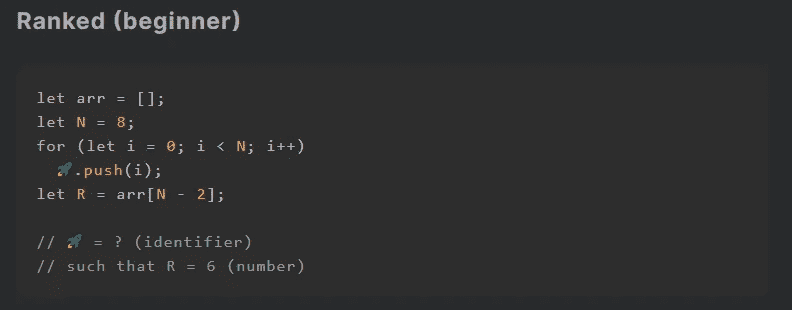 Ranked (beginner)
let arr = [];
let N = 8;
for (let i = 0; i < N; i++)
🚀.push(i);
let R = arr[N - 2];
// 🚀 = ? (identifier)
// such that R = 6 (number)